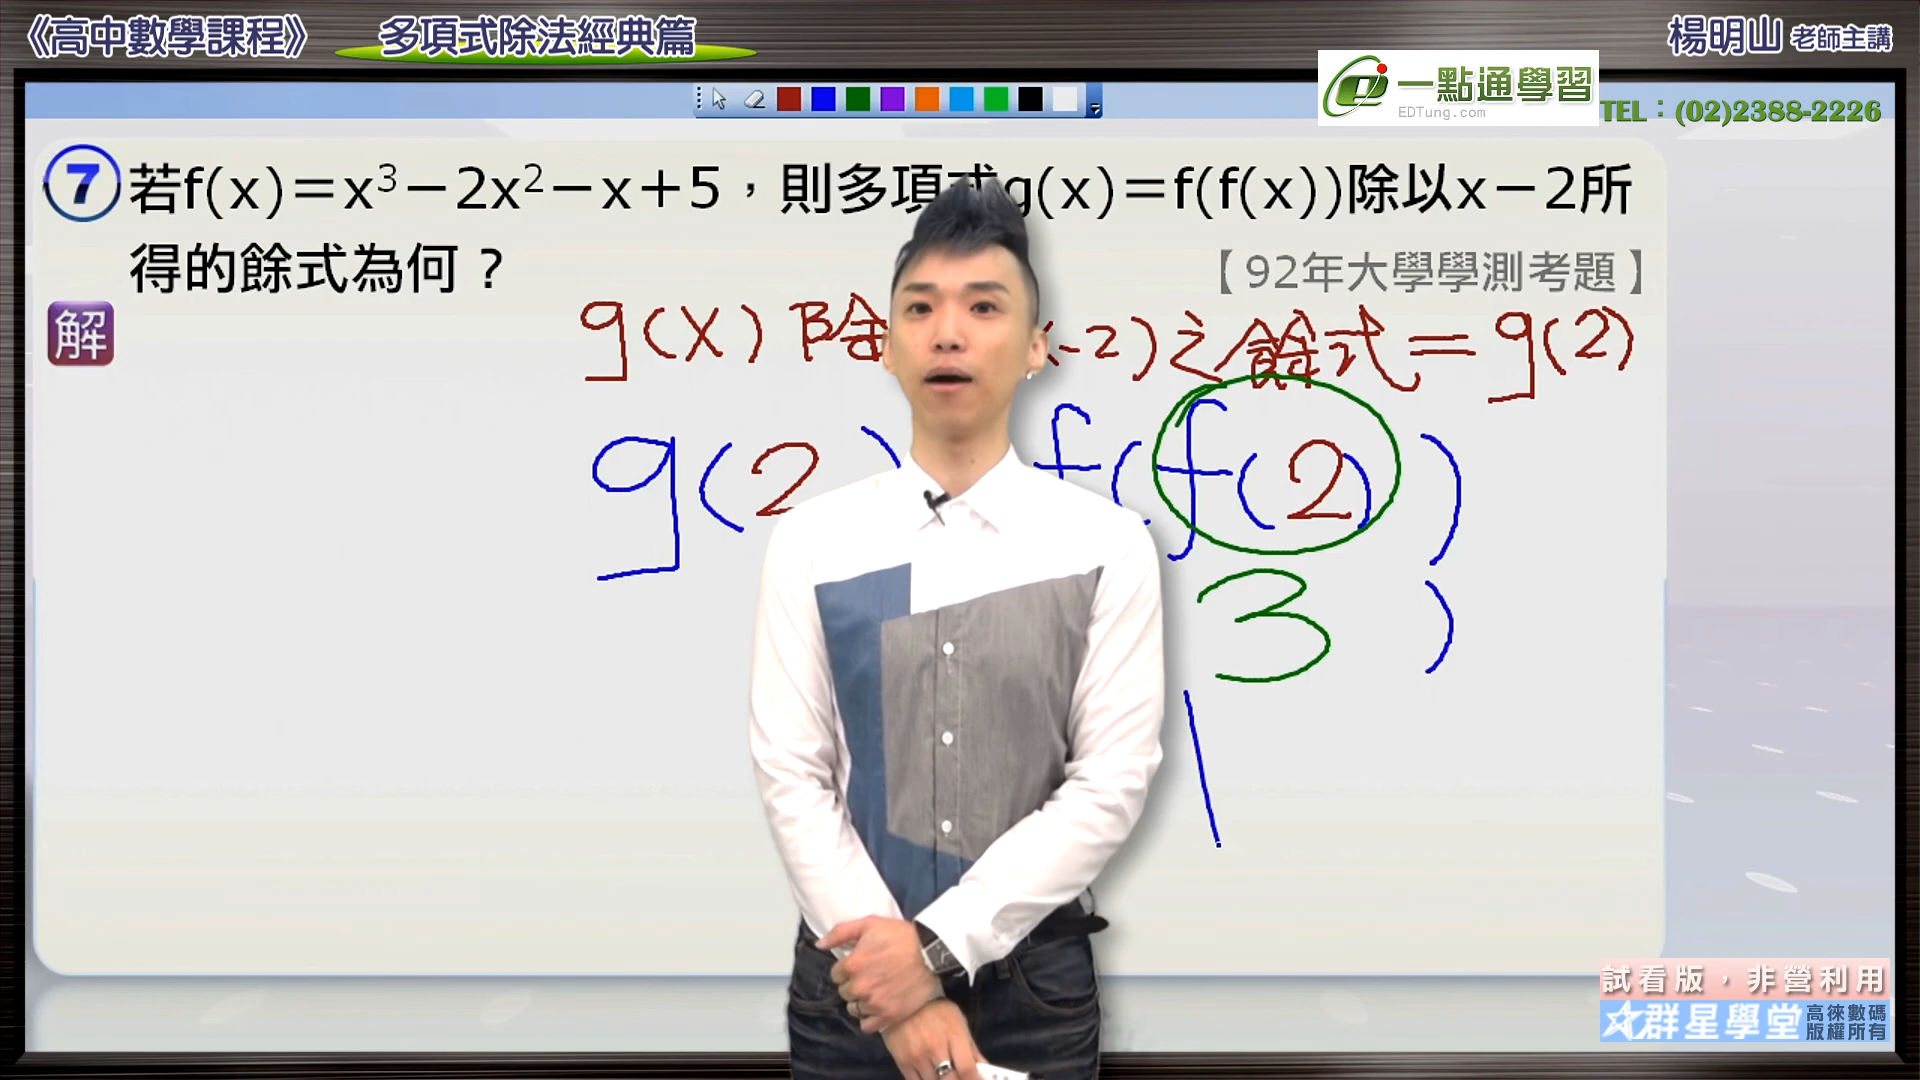 《高中數學課程》 多項式除法經典篇 楊明山 老師主講
一點通學習
EDTung.com
TEL：(02)2388-2226
7 若f(x)＝x³－2x²－x＋5，則多項式g(x)＝f(f(x))除以x－2所
得的餘式為何？
【92年大學學測考題】
解
g(x) 除 -2)之餘式=g(2)
g(2) f(f(2))
3 )
試看版，非營利用
群星學堂 高徠數碼
版權所有